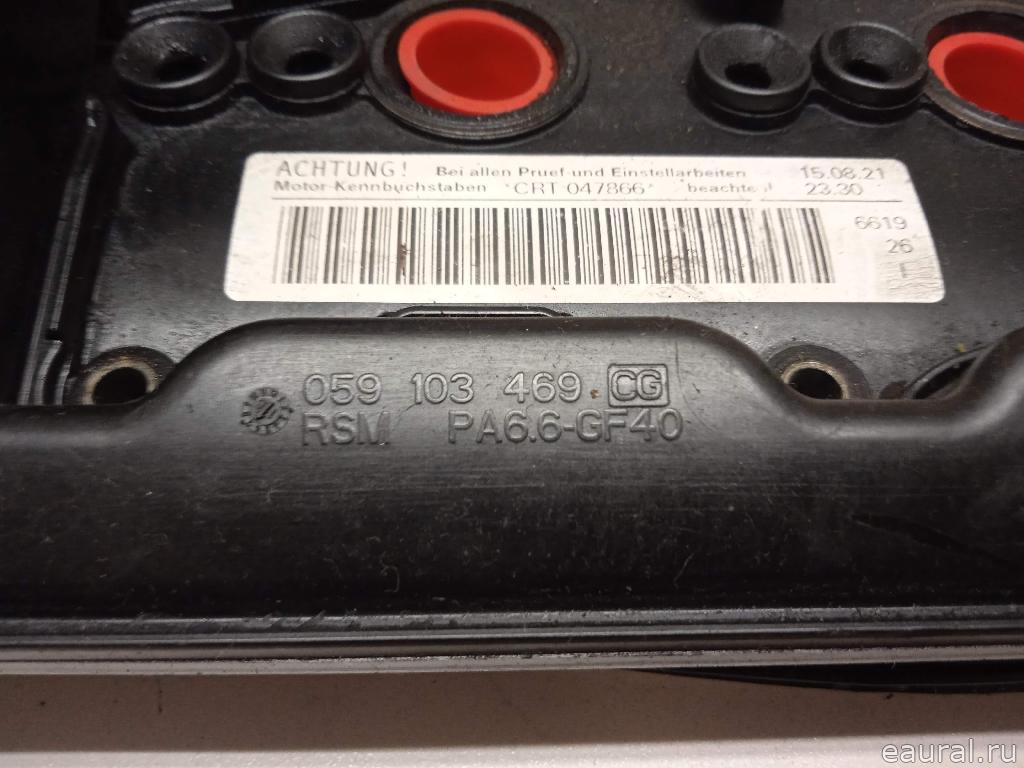 ACHTUNG! Bei allen Pruef-und Einstellarbeiten 15.08.21
Motor-Kennbuchstaben *CRT 047866* beachten! 23.30
6619
26
059 103 469 CG
RSM PA6.6-GF40
eaural.ru